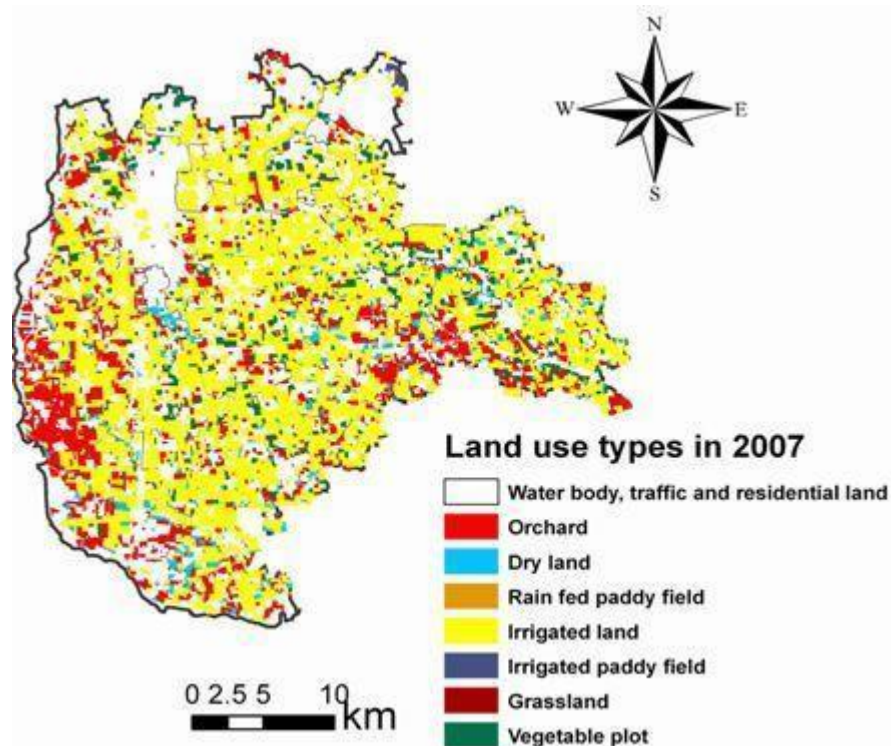 N
W E
S
Land use types in 2007
Water body, traffic and residential land
Orchard
Dry land
Rain fed paddy field
Irrigated land
Irrigated paddy field
Grassland
Vegetable plot
0 2.5 5 10
km